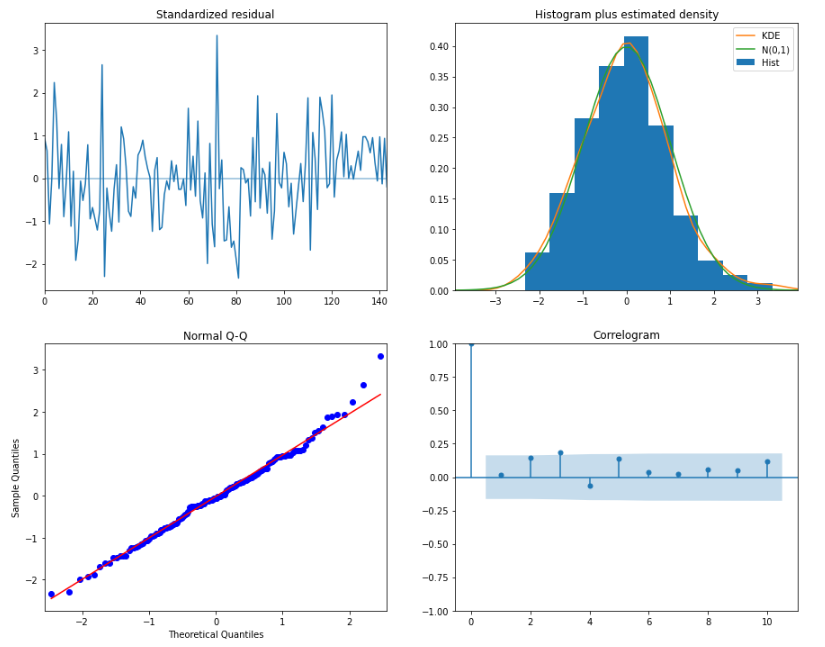 Standardized residual
3
2
1
0
−1
−2
0 20 40 60 80 100 120 140
Histogram plus estimated density
KDE
N(0,1)
Hist
0.40
0.35
0.30
0.25
0.20
0.15
0.10
0.05
0.00
−3 −2 −1 0 1 2 3
Normal Q-Q
Sample Quantiles
3
2
1
0
−1
−2
−2 −1 0 1 2
Theoretical Quantiles
Correlogram
1.00
0.75
0.50
0.25
0.00
−0.25
−0.50
−0.75
−1.00
0 2 4 6 8 10